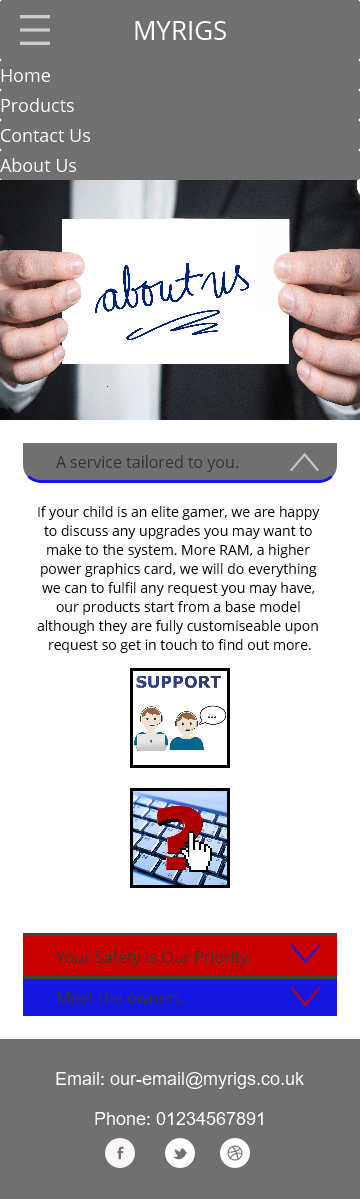 MYRIGS
Home
Products
Contact Us
About Us
about us
A service tailored to you.
If your child is an elite gamer, we are happy
to discuss any upgrades you may want to
make to the system. More RAM, a higher
power graphics card, we will do everything
we can to fulfil any request you may have,
our products start from a base model
although they are fully customiseable upon
request so get in touch to find out more.
SUPPORT
...
?
Your Safety Is Our Priority.
Meet the owners.
Email: our-email@myrigs.co.uk
Phone: 01234567891